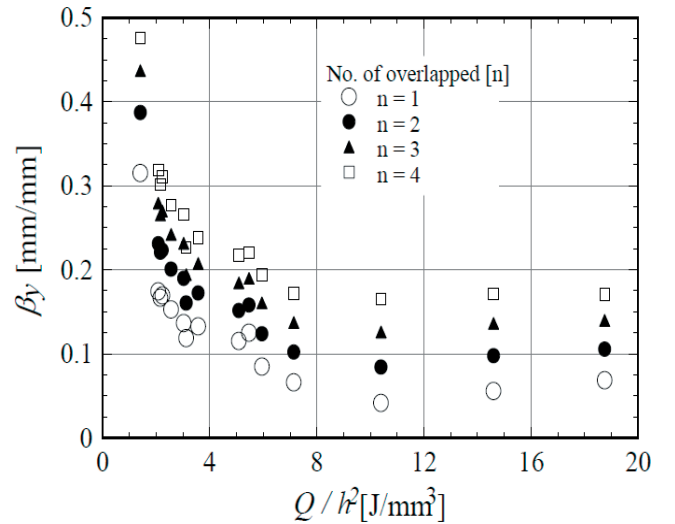 0.5
0.4
0.3
0.2
0.1
0
βy [mm/mm]
No. of overlapped [n]
n = 1
n = 2
n = 3
n = 4
0 4 8 12 16 20
Q / h² [J/mm³]